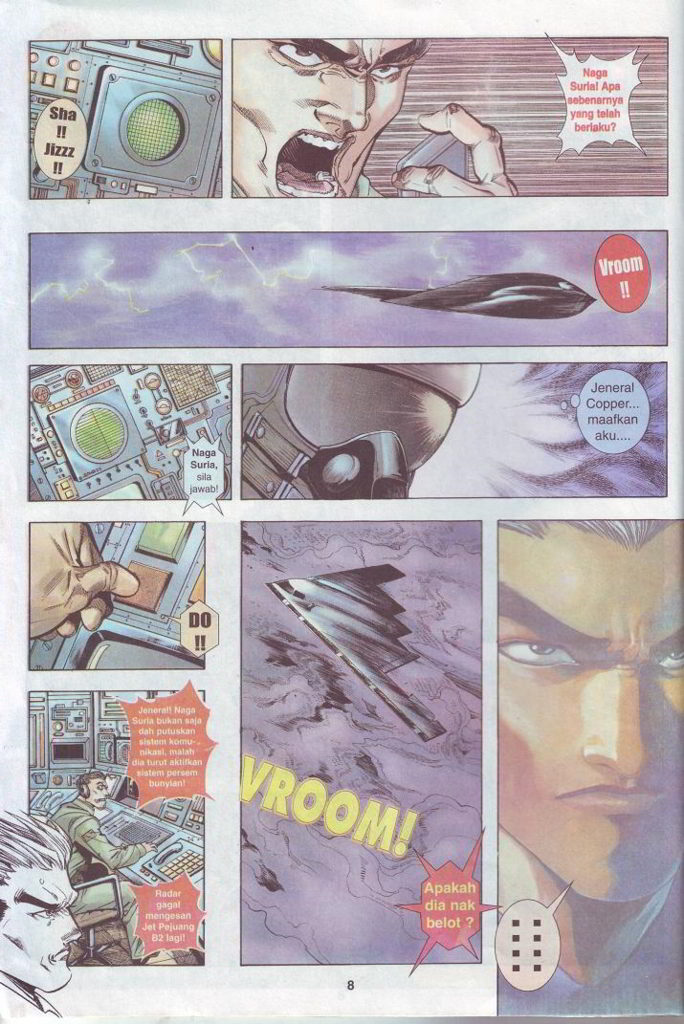 Sha
!!
Jizzz
!!
Naga
Suria! Apa
sebenarnya
yang telah
berlaku?
Vroom
!!
Naga
Suria,
sila
jawab!
Jeneral
Copper...
maafkan
aku....
DO
!!
Jeneral! Naga
Suria bukan saja
dah putuskan
sistem komu-
nikasi, malah
dia turut aktifkan
sistem persem
bunyian!
Radar
gagal
mengesan
Jet Pejuang
B2 lagi!
VROOM!
Apakah
dia nak
belot ?
8